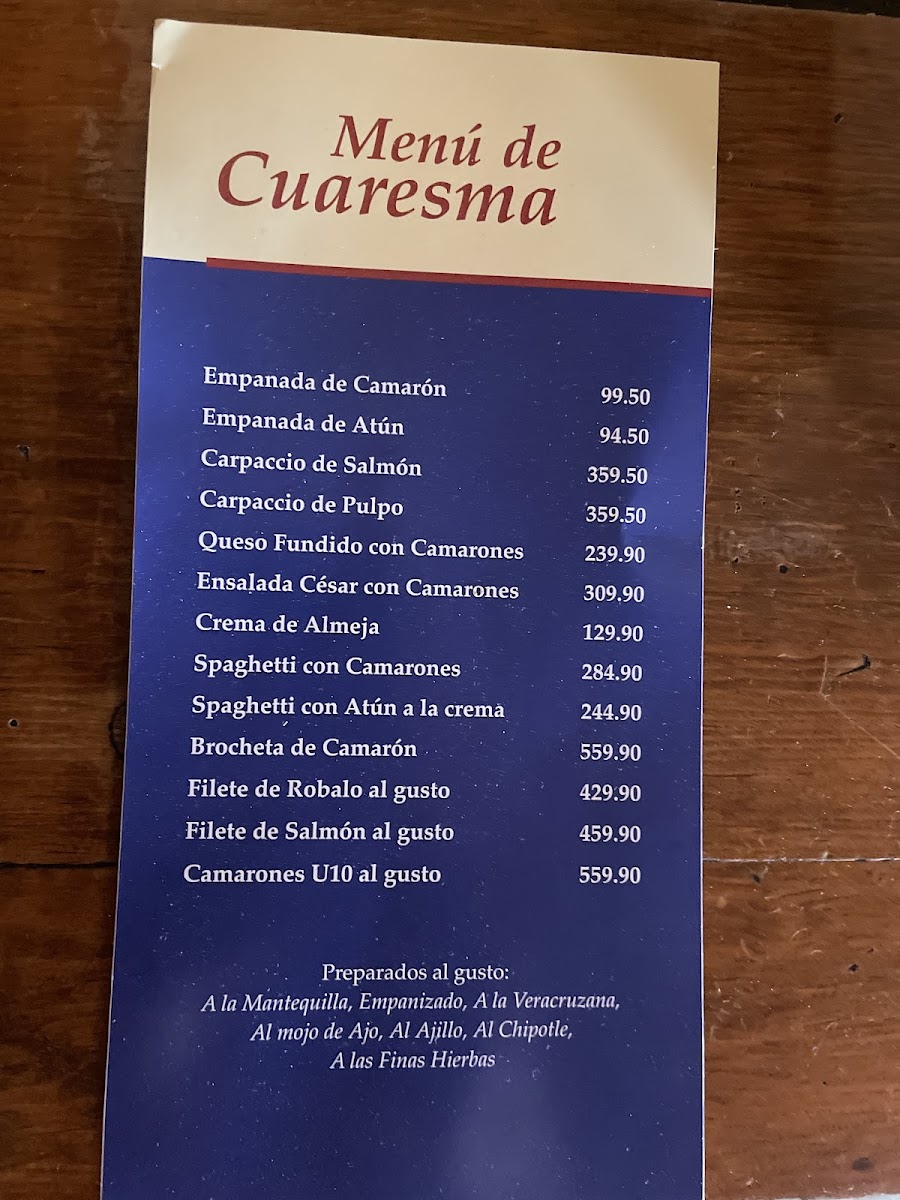 Menú de
Cuaresma
Empanada de Camarón 99.50
Empanada de Atún 94.50
Carpaccio de Salmón 359.50
Carpaccio de Pulpo 359.50
Queso Fundido con Camarones 239.90
Ensalada César con Camarones 309.90
Crema de Almeja 129.90
Spaghetti con Camarones 284.90
Spaghetti con Atún a la crema 244.90
Brocheta de Camarón 559.90
Filete de Robalo al gusto 429.90
Filete de Salmón al gusto 459.90
Camarones U10 al gusto 559.90
Preparados al gusto:
A la Mantequilla, Empanizado, A la Veracruzana,
Al mojo de Ajo, Al Ajillo, Al Chipotle,
A las Finas Hierbas